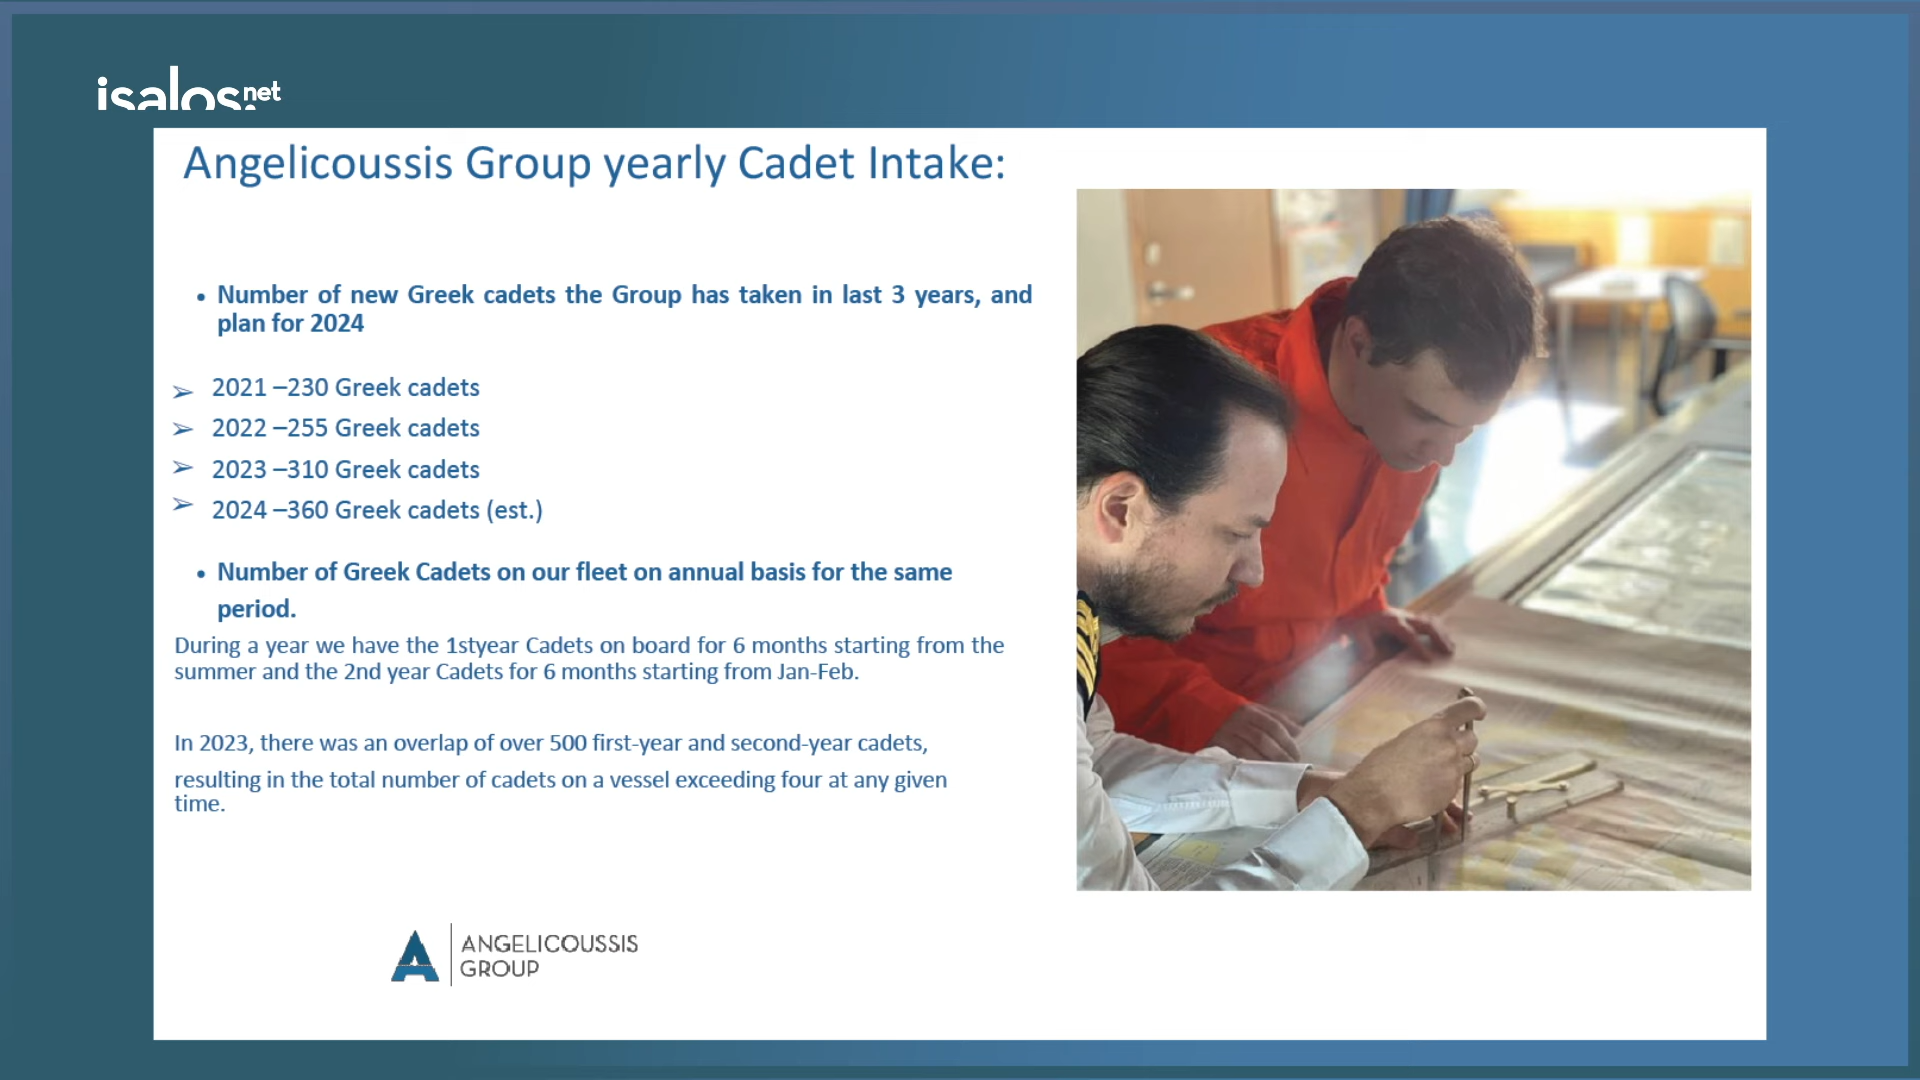 isalos.net
Angelicoussis Group yearly Cadet Intake:
• Number of new Greek cadets the Group has taken in last 3 years, and
plan for 2024
➢ 2021 –230 Greek cadets
➢ 2022 –255 Greek cadets
➢ 2023 –310 Greek cadets
➢ 2024 –360 Greek cadets (est.)
• Number of Greek Cadets on our fleet on annual basis for the same
period.
During a year we have the 1styear Cadets on board for 6 months starting from the
summer and the 2nd year Cadets for 6 months starting from Jan-Feb.
In 2023, there was an overlap of over 500 first-year and second-year cadets,
resulting in the total number of cadets on a vessel exceeding four at any given
time.
ANGELICOUSSIS
GROUP